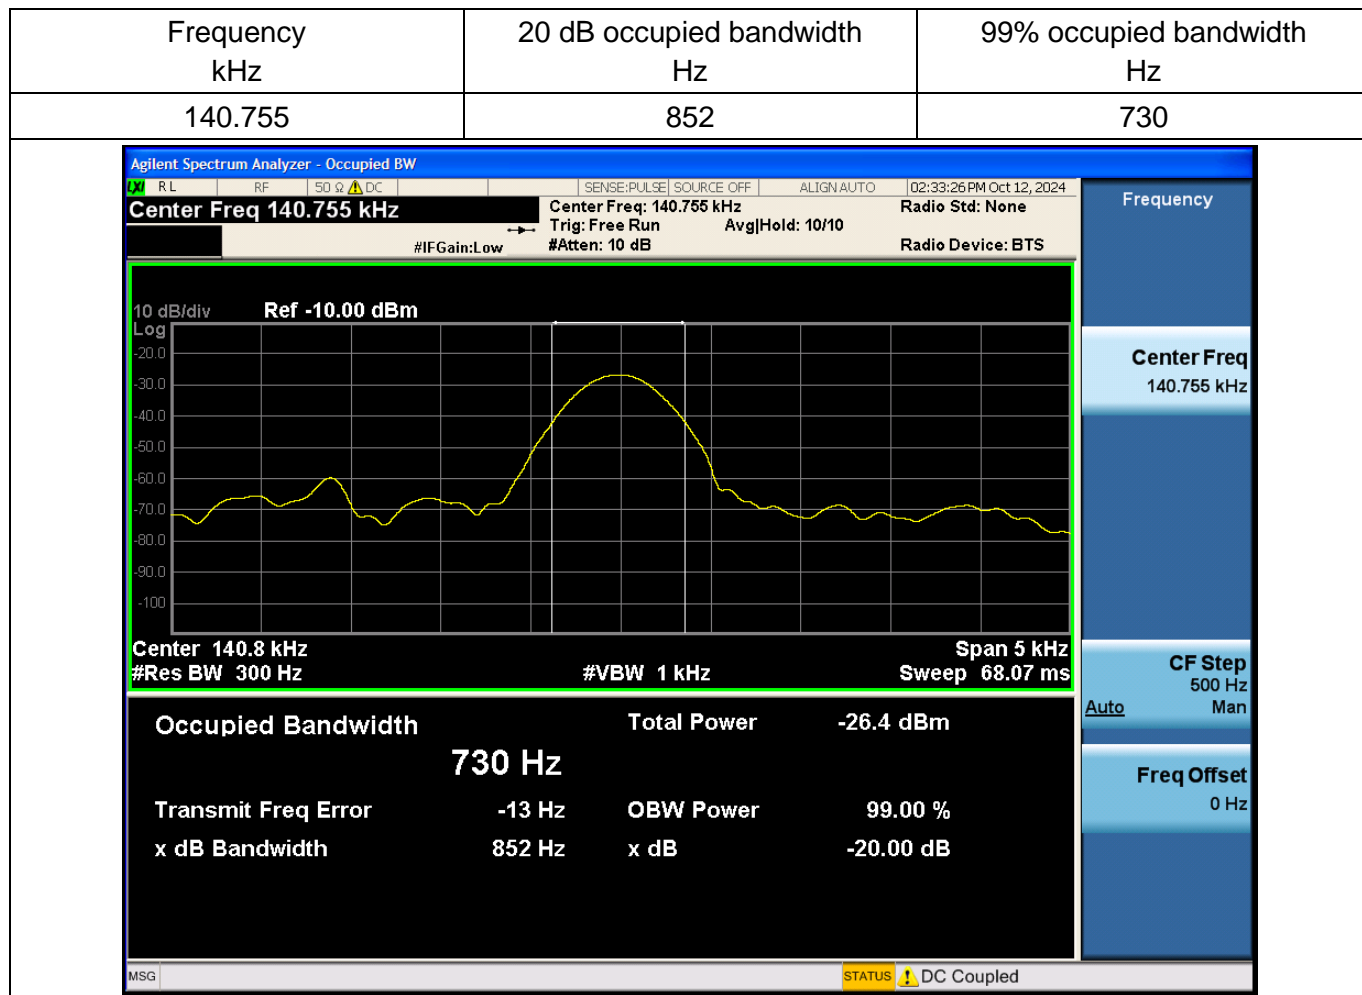 Frequency 20 dB occupied bandwidth 99% occupied bandwidth
kHz Hz Hz
140.755 852 730
Agilent Spectrum Analyzer - Occupied BW
LXI RL RF 50 Ω DC SENSE:PULSE SOURCE OFF ALIGN AUTO 02:33:26 PM Oct 12, 2024
Center Freq 140.755 kHz Center Freq: 140.755 kHz Radio Std: None
Trig: Free Run Avg|Hold: 10/10
#IFGain:Low #Atten: 10 dB Radio Device: BTS
10 dB/div Ref -10.00 dBm
Log
-20.0
-30.0
-40.0
-50.0
-60.0
-70.0
-80.0
-90.0
-100
Center 140.8 kHz Span 5 kHz
#Res BW 300 Hz #VBW 1 kHz Sweep 68.07 ms
Occupied Bandwidth Total Power -26.4 dBm
730 Hz
Transmit Freq Error -13 Hz OBW Power 99.00 %
x dB Bandwidth 852 Hz x dB -20.00 dB
Frequency
Center Freq
140.755 kHz
CF Step
500 Hz
Auto Man
Freq Offset
0 Hz
MSG STATUS DC Coupled